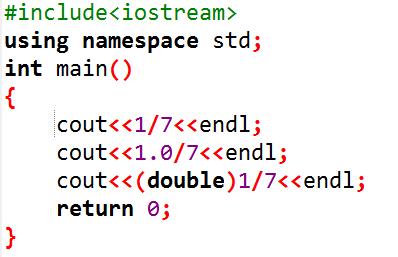 #include<iostream>
using namespace std;
int main()
{
    cout<<1/7<<endl;
    cout<<1.0/7<<endl;
    cout<<(double)1/7<<endl;
    return 0;
}